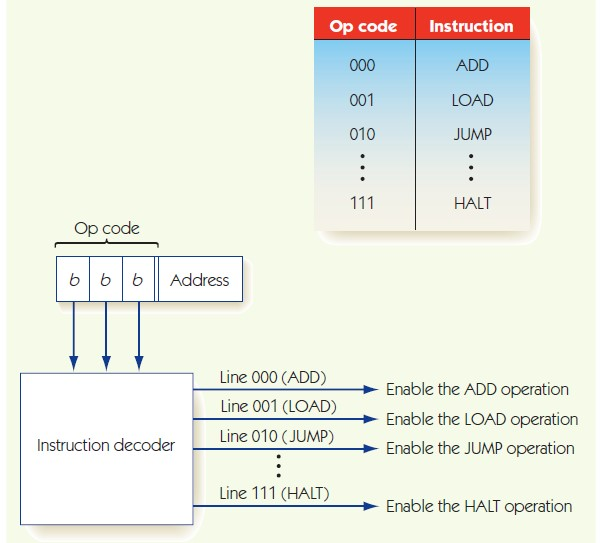 Op code Instruction
000 ADD
001 LOAD
010 JUMP
111 HALT
Op code
b b b Address
Line 000 (ADD)
Enable the ADD operation
Line 001 (LOAD)
Enable the LOAD operation
Line 010 (JUMP)
Enable the JUMP operation
Instruction decoder
Line 111 (HALT)
Enable the HALT operation